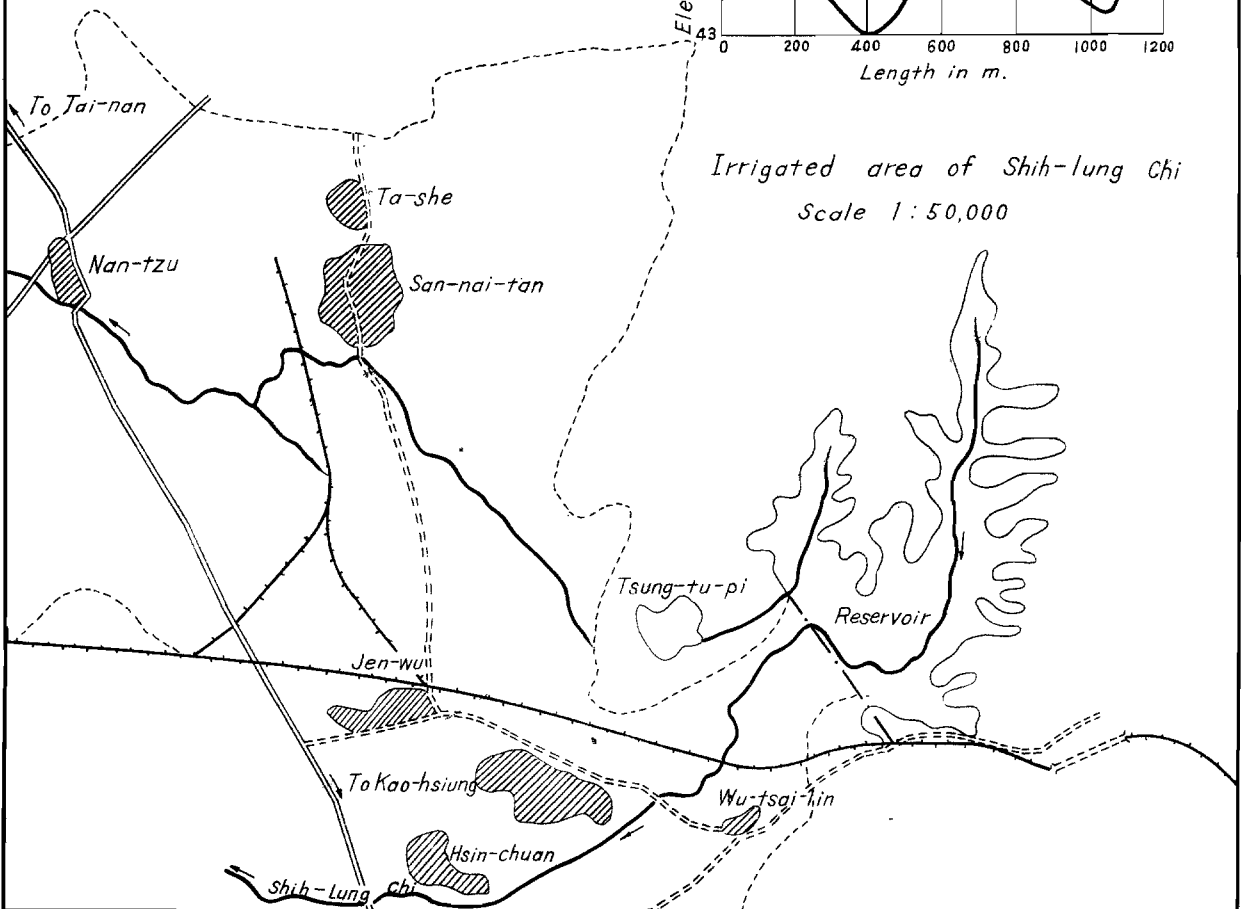 Ele
43
0 200 400 600 800 1000 1200
Length in m.
To Tai-nan
Irrigated area of Shih-lung Chi
Scale 1 : 50,000
Ta-she
Nan-tzu
San-nai-tan
Tsung-tu-pi
Reservoir
Jen-wu
To Kao-hsiung
Wu-tsai-lin
Hsin-chuan
Shih-Lung Chi